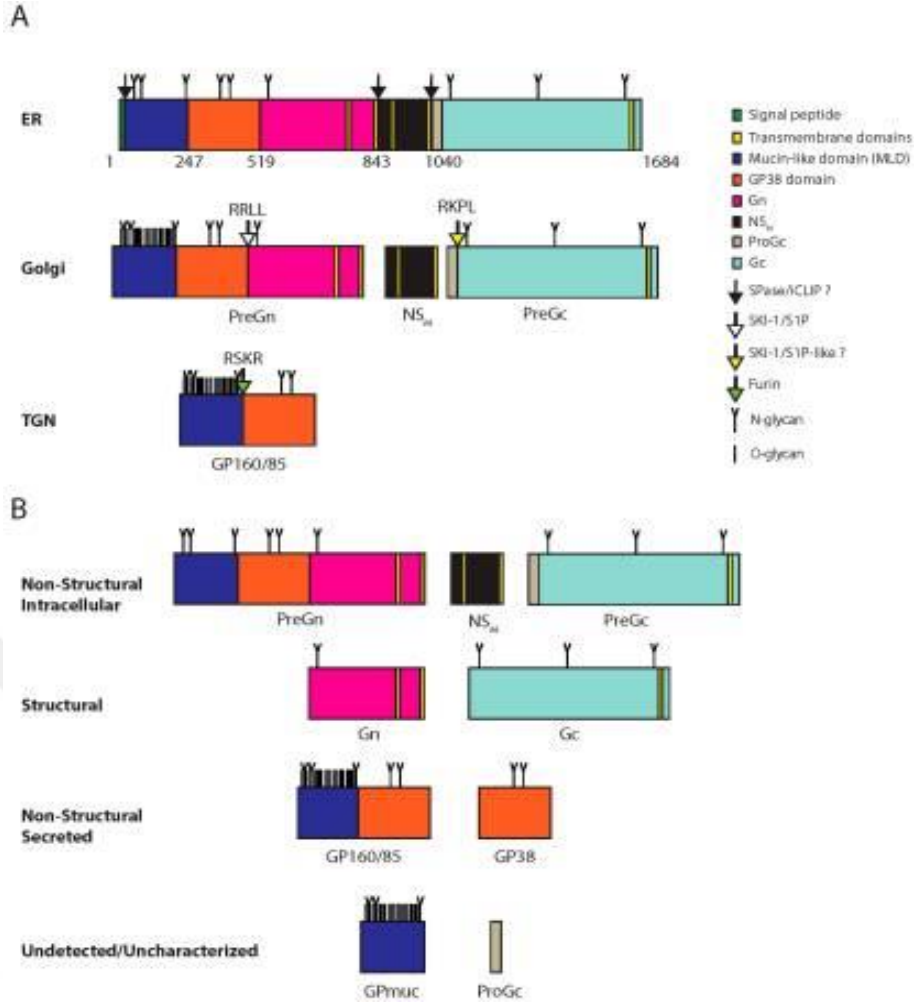 A
ER
1 247 519 843 1040 1684
Signal peptide
Transmembrane domains
Mucin-like domain (MLD)
GP38 domain
Gn
NSM
ProGc
Gc
SPase/ICLIP ?
SKI-1/S1P
SKI-1/S1P-like ?
Furin
N-glycan
O-glycan
RRLL RKPL
Golgi
PreGn NSM PreGc
RSKR
TGN
GP160/85
B
Non-Structural
Intracellular
PreGn NSM PreGc
Structural
Gn Gc
Non-Structural
Secreted
GP160/85 GP38
Undetected/Uncharacterized
GPmuc ProGc